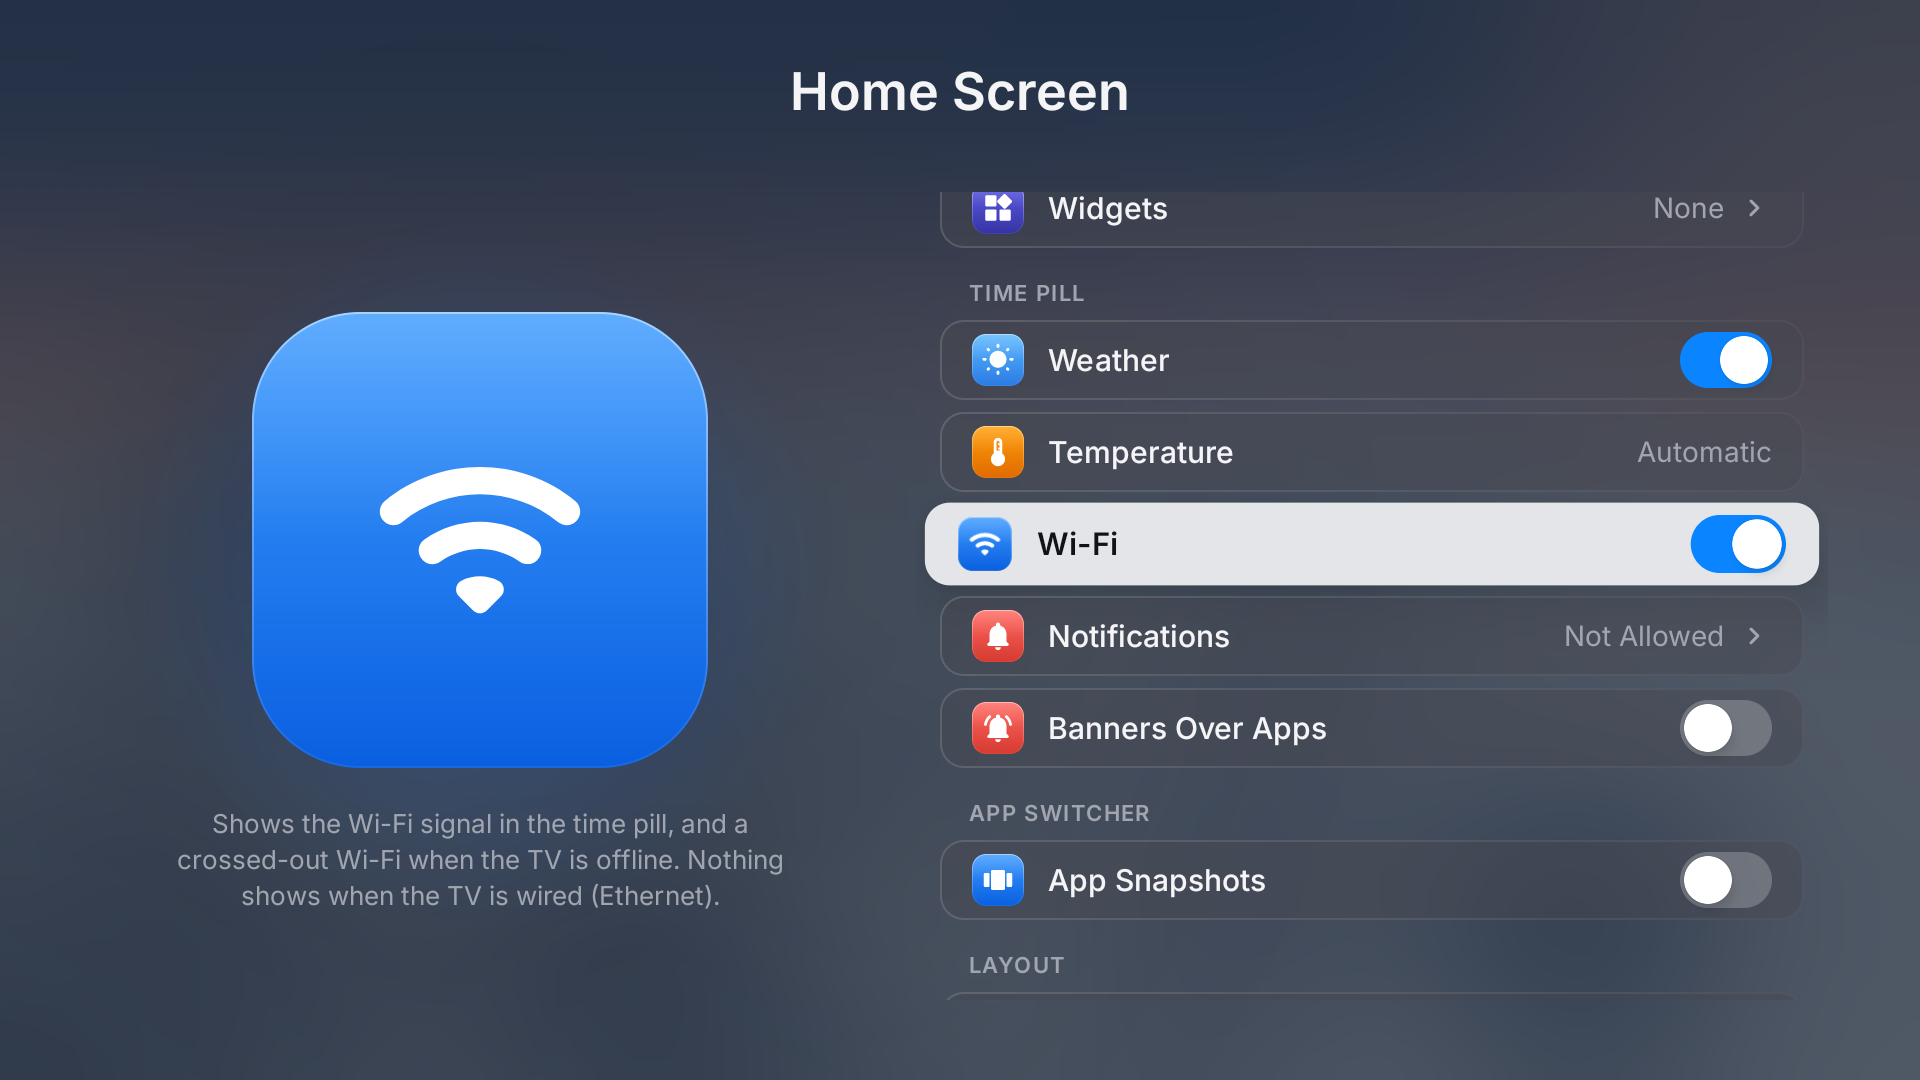 Home Screen
Widgets
None
TIME PILL
Weather
Temperature
Automatic
Wi-Fi
Notifications
Not Allowed
Banners Over Apps
APP SWITCHER
App Snapshots
LAYOUT
Shows the Wi-Fi signal in the time pill, and a
crossed-out Wi-Fi when the TV is offline. Nothing
shows when the TV is wired (Ethernet).